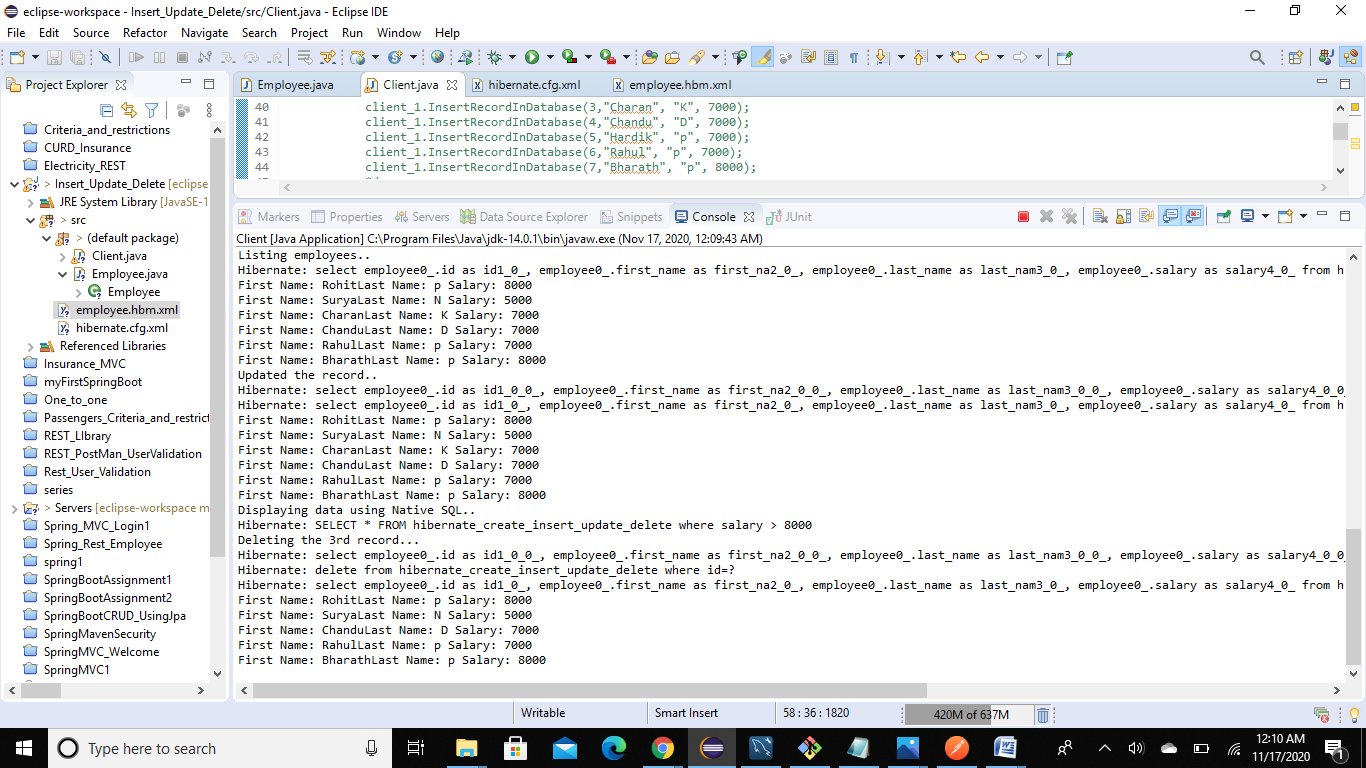 eclipse-workspace - Insert_Update_Delete/src/Client.java - Eclipse IDE
File Edit Source Refactor Navigate Search Project Run Window Help
Project Explorer
Criteria_and_restrictions
CURD_Insurance
Electricity_REST
> Insert_Update_Delete [eclipse
JRE System Library [JavaSE-1
> src
> (default package)
Client.java
Employee.java
Employee
employee.hbm.xml
hibernate.cfg.xml
Referenced Libraries
Insurance_MVC
myFirstSpringBoot
One_to_one
Passengers_Criteria_and_restrict
REST_LIbrary
REST_PostMan_UserValidation
Rest_User_Validation
series
> Servers [eclipse-workspace m
Spring_MVC_Login1
Spring_Rest_Employee
spring1
SpringBootAssignment1
SpringBootAssignment2
SpringBootCRUD_UsingJpa
SpringMavenSecurity
SpringMVC_Welcome
SpringMVC1
Employee.java Client.java hibernate.cfg.xml employee.hbm.xml
40 client_1.InsertRecordInDatabase(3,"Charan", "K", 7000);
41 client_1.InsertRecordInDatabase(4,"Chandu", "D", 7000);
42 client_1.InsertRecordInDatabase(5,"Hardik", "p", 7000);
43 client_1.InsertRecordInDatabase(6,"Rahul", "p", 7000);
44 client_1.InsertRecordInDatabase(7,"Bharath", "p", 8000);
Markers Properties Servers Data Source Explorer Snippets Console JUnit
Client [Java Application] C:\Program Files\Java\jdk-14.0.1\bin\javaw.exe (Nov 17, 2020, 12:09:43 AM)
Listing employees..
Hibernate: select employee0_.id as id1_0_, employee0_.first_name as first_na2_0_, employee0_.last_name as last_nam3_0_, employee0_.salary as salary4_0_ from h
First Name: RohitLast Name: p Salary: 8000
First Name: SuryaLast Name: N Salary: 5000
First Name: CharanLast Name: K Salary: 7000
First Name: ChanduLast Name: D Salary: 7000
First Name: RahulLast Name: p Salary: 7000
First Name: BharathLast Name: p Salary: 8000
Updated the record..
Hibernate: select employee0_.id as id1_0_0_, employee0_.first_name as first_na2_0_0_, employee0_.last_name as last_nam3_0_0_, employee0_.salary as salary4_0_0
Hibernate: select employee0_.id as id1_0_, employee0_.first_name as first_na2_0_, employee0_.last_name as last_nam3_0_, employee0_.salary as salary4_0_ from h
First Name: RohitLast Name: p Salary: 8000
First Name: SuryaLast Name: N Salary: 5000
First Name: CharanLast Name: K Salary: 7000
First Name: ChanduLast Name: D Salary: 7000
First Name: RahulLast Name: p Salary: 7000
First Name: BharathLast Name: p Salary: 8000
Displaying data using Native SQL..
Hibernate: SELECT * FROM hibernate_create_insert_update_delete where salary > 8000
Deleting the 3rd record...
Hibernate: select employee0_.id as id1_0_0_, employee0_.first_name as first_na2_0_0_, employee0_.last_name as last_nam3_0_0_, employee0_.salary as salary4_0_0
Hibernate: delete from hibernate_create_insert_update_delete where id=?
Hibernate: select employee0_.id as id1_0_, employee0_.first_name as first_na2_0_, employee0_.last_name as last_nam3_0_, employee0_.salary as salary4_0_ from h
First Name: RohitLast Name: p Salary: 8000
First Name: SuryaLast Name: N Salary: 5000
First Name: ChanduLast Name: D Salary: 7000
First Name: RahulLast Name: p Salary: 7000
First Name: BharathLast Name: p Salary: 8000
Writable Smart Insert 58 : 36 : 1820 420M of 637M
Type here to search
12:10 AM
11/17/2020
1